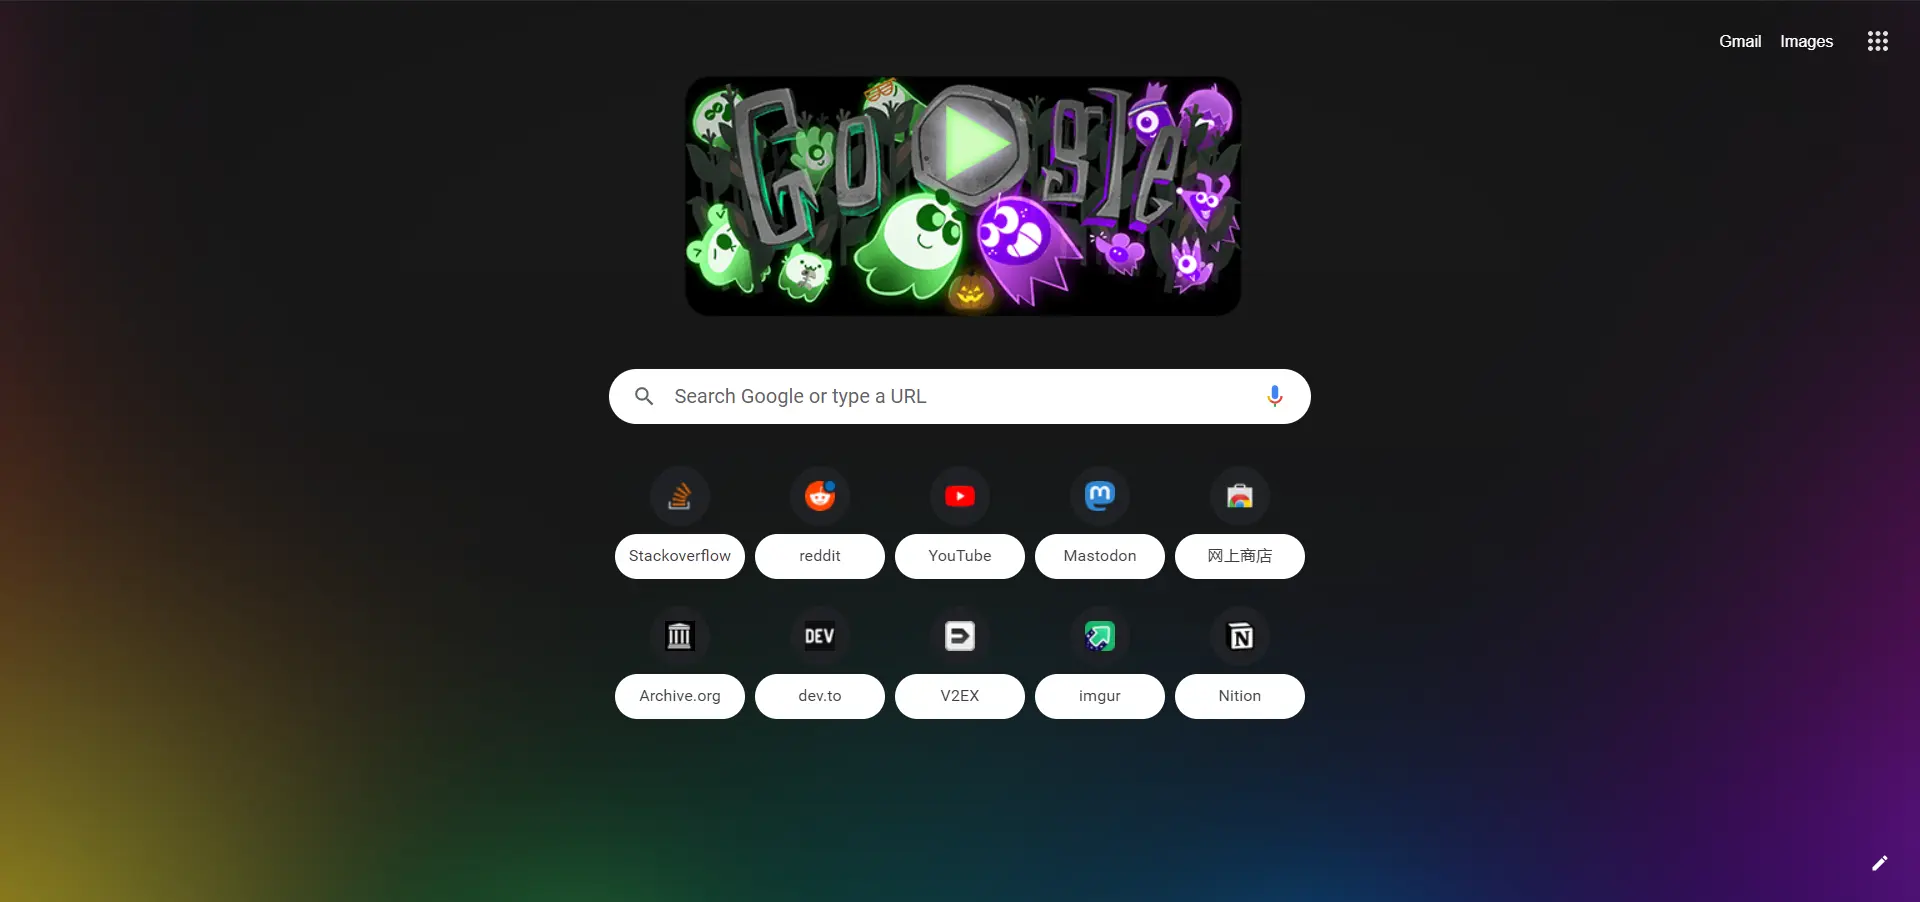 Gmail Images
Google
Search Google or type a URL
Stackoverflow reddit YouTube Mastodon 网上商店
DEV
Archive.org dev.to V2EX imgur Nition